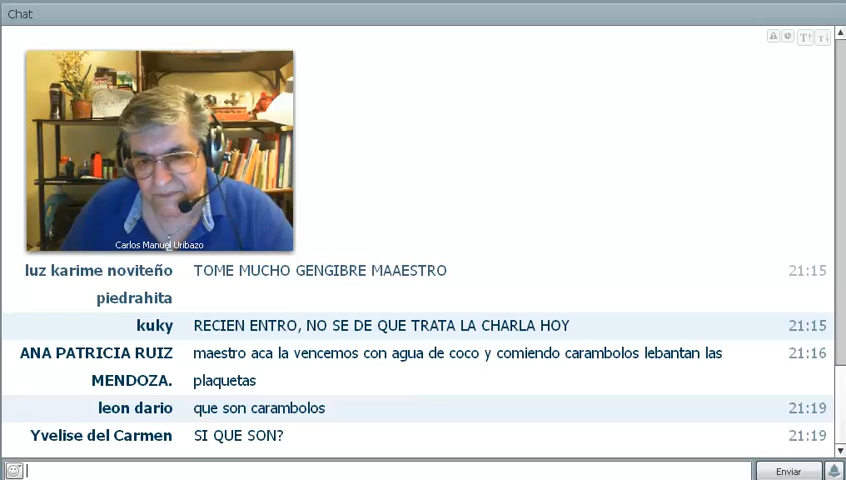 Chat
Carlos Manuel Uribazo
luz karime noviteño TOME MUCHO GENGIBRE MAAESTRO 21:15
piedrahita
kuky RECIEN ENTRO, NO SE DE QUE TRATA LA CHARLA HOY 21:15
ANA PATRICIA RUIZ maestro aca la vencemos con agua de coco y comiendo carambolos lebantan las 21:16
MENDOZA. plaquetas
leon dario que son carambolos 21:19
Yvelise del Carmen SI QUE SON? 21:19
Enviar